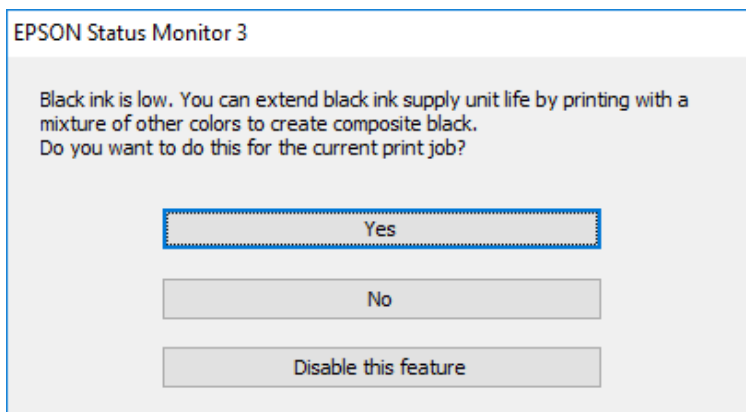 EPSON Status Monitor 3
Black ink is low. You can extend black ink supply unit life by printing with a
mixture of other colors to create composite black.
Do you want to do this for the current print job?
Yes
No
Disable this feature